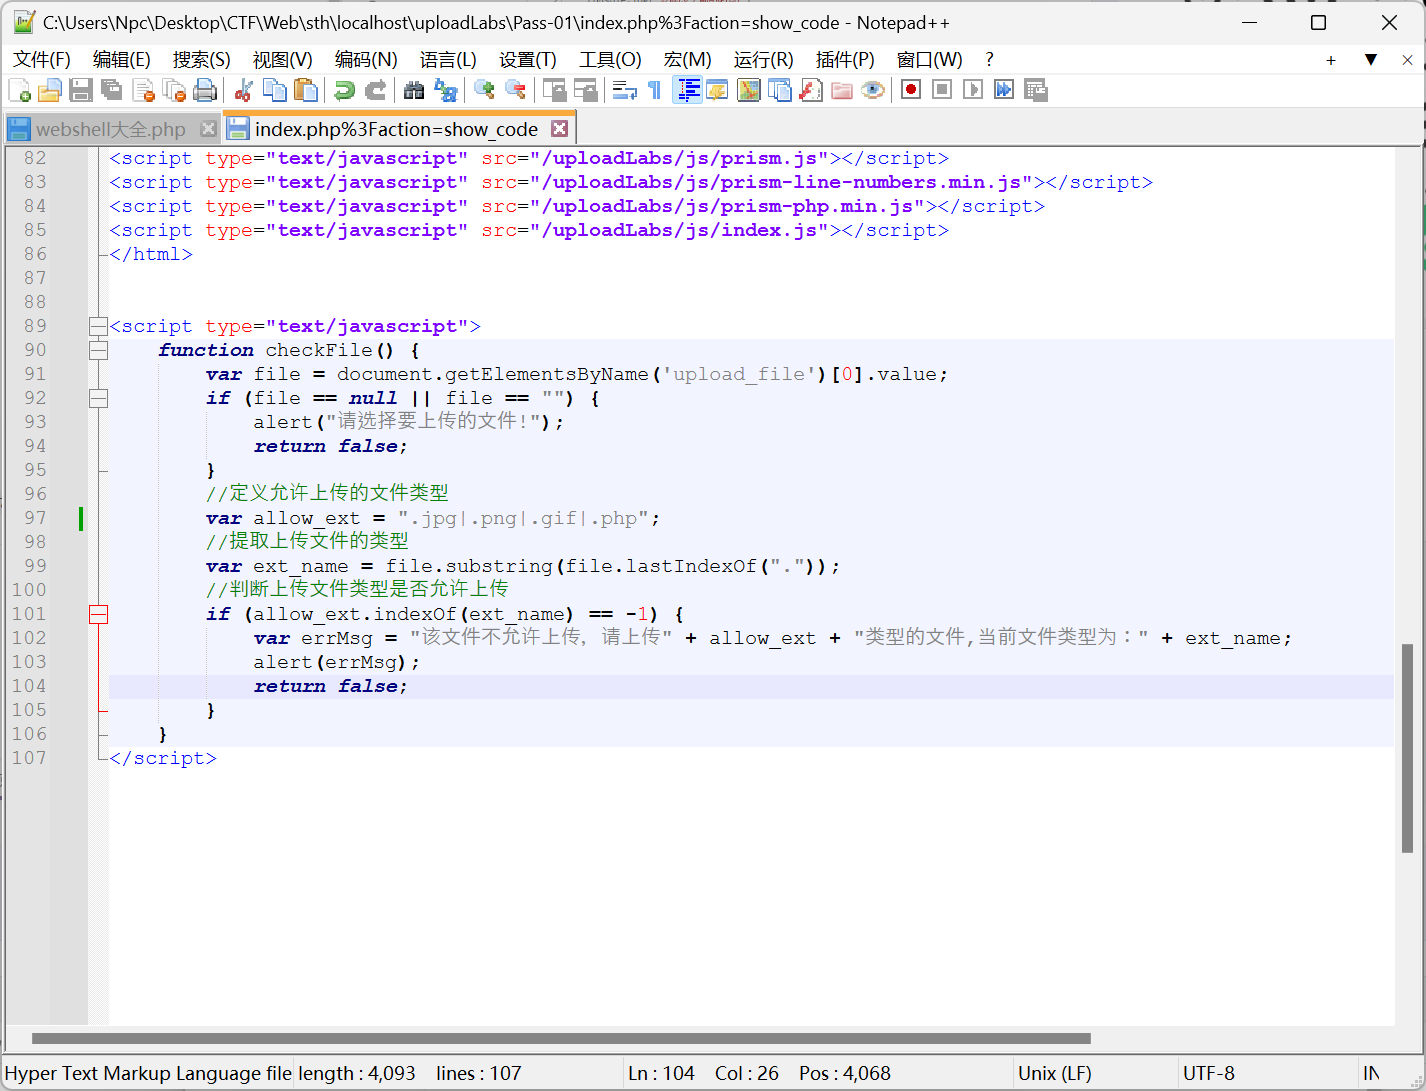 C:\Users\Npc\Desktop\CTF\Web\sth\localhost\uploadLabs\Pass-01\index.php%3Faction=show_code - Notepad++
文件(F) 编辑(E) 搜索(S) 视图(V) 编码(N) 语言(L) 设置(T) 工具(O) 宏(M) 运行(R) 插件(P) 窗口(W) ?
webshell大全.php index.php%3Faction=show_code
82 <script type="text/javascript" src="/uploadLabs/js/prism.js"></script>
83 <script type="text/javascript" src="/uploadLabs/js/prism-line-numbers.min.js"></script>
84 <script type="text/javascript" src="/uploadLabs/js/prism-php.min.js"></script>
85 <script type="text/javascript" src="/uploadLabs/js/index.js"></script>
86 </html>
87
88
89 <script type="text/javascript">
90 function checkFile() {
91 var file = document.getElementsByName('upload_file')[0].value;
92 if (file == null || file == "") {
93 alert("请选择要上传的文件!");
94 return false;
95 }
96 //定义允许上传的文件类型
97 var allow_ext = ".jpg|.png|.gif|.php";
98 //提取上传文件的类型
99 var ext_name = file.substring(file.lastIndexOf("."));
100 //判断上传文件类型是否允许上传
101 if (allow_ext.indexOf(ext_name) == -1) {
102 var errMsg = "该文件不允许上传，请上传" + allow_ext + "类型的文件,当前文件类型为：" + ext_name;
103 alert(errMsg);
104 return false;
105 }
106 }
107 </script>
Hyper Text Markup Language file length : 4,093 lines : 107 Ln : 104 Col : 26 Pos : 4,068 Unix (LF) UTF-8 IN